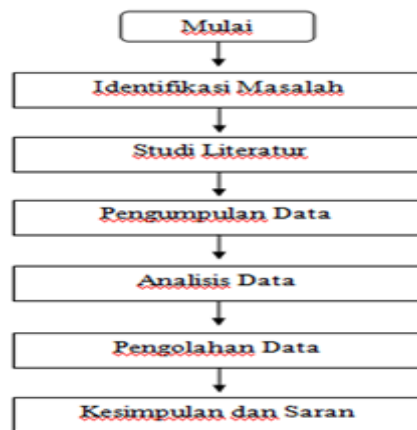 Mulai
Identifikasi Masalah
Studi Literatur
Pengumpulan Data
Analisis Data
Pengolahan Data
Kesimpulan dan Saran